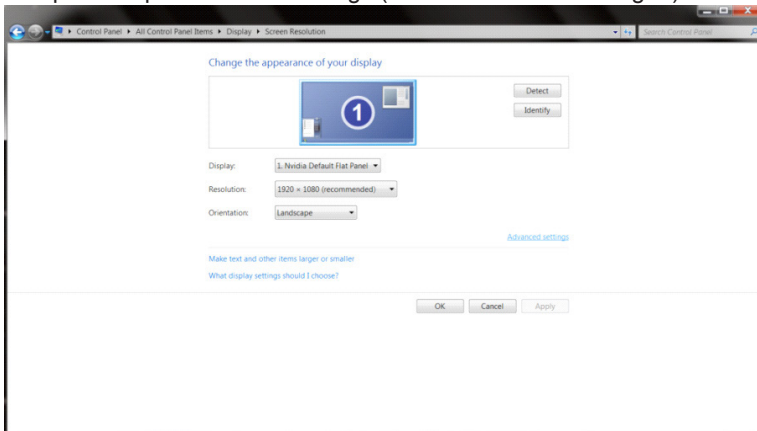 Control Panel ▸ All Control Panel Items ▸ Display ▸ Screen Resolution
Search Control Panel
Change the appearance of your display
1
Detect
Identify
Display: 1. Nvidia Default Flat Panel
Resolution: 1920 × 1080 (recommended)
Orientation: Landscape
Advanced settings
Make text and other items larger or smaller
What display settings should I choose?
OK Cancel Apply